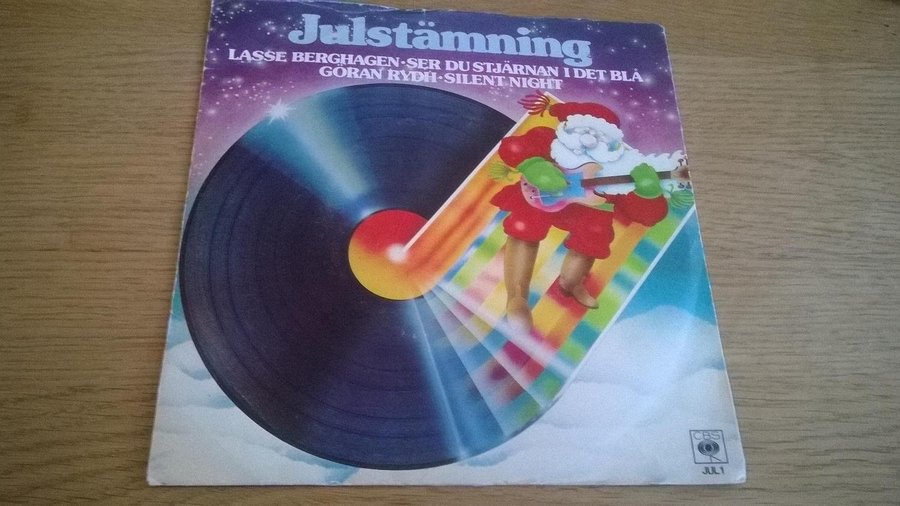 Julstämning
LASSE BERGHAGEN·SER DU STJÄRNAN I DET BLÅ
GÖRAN RYDH·SILENT NIGHT
CBS
JUL 1